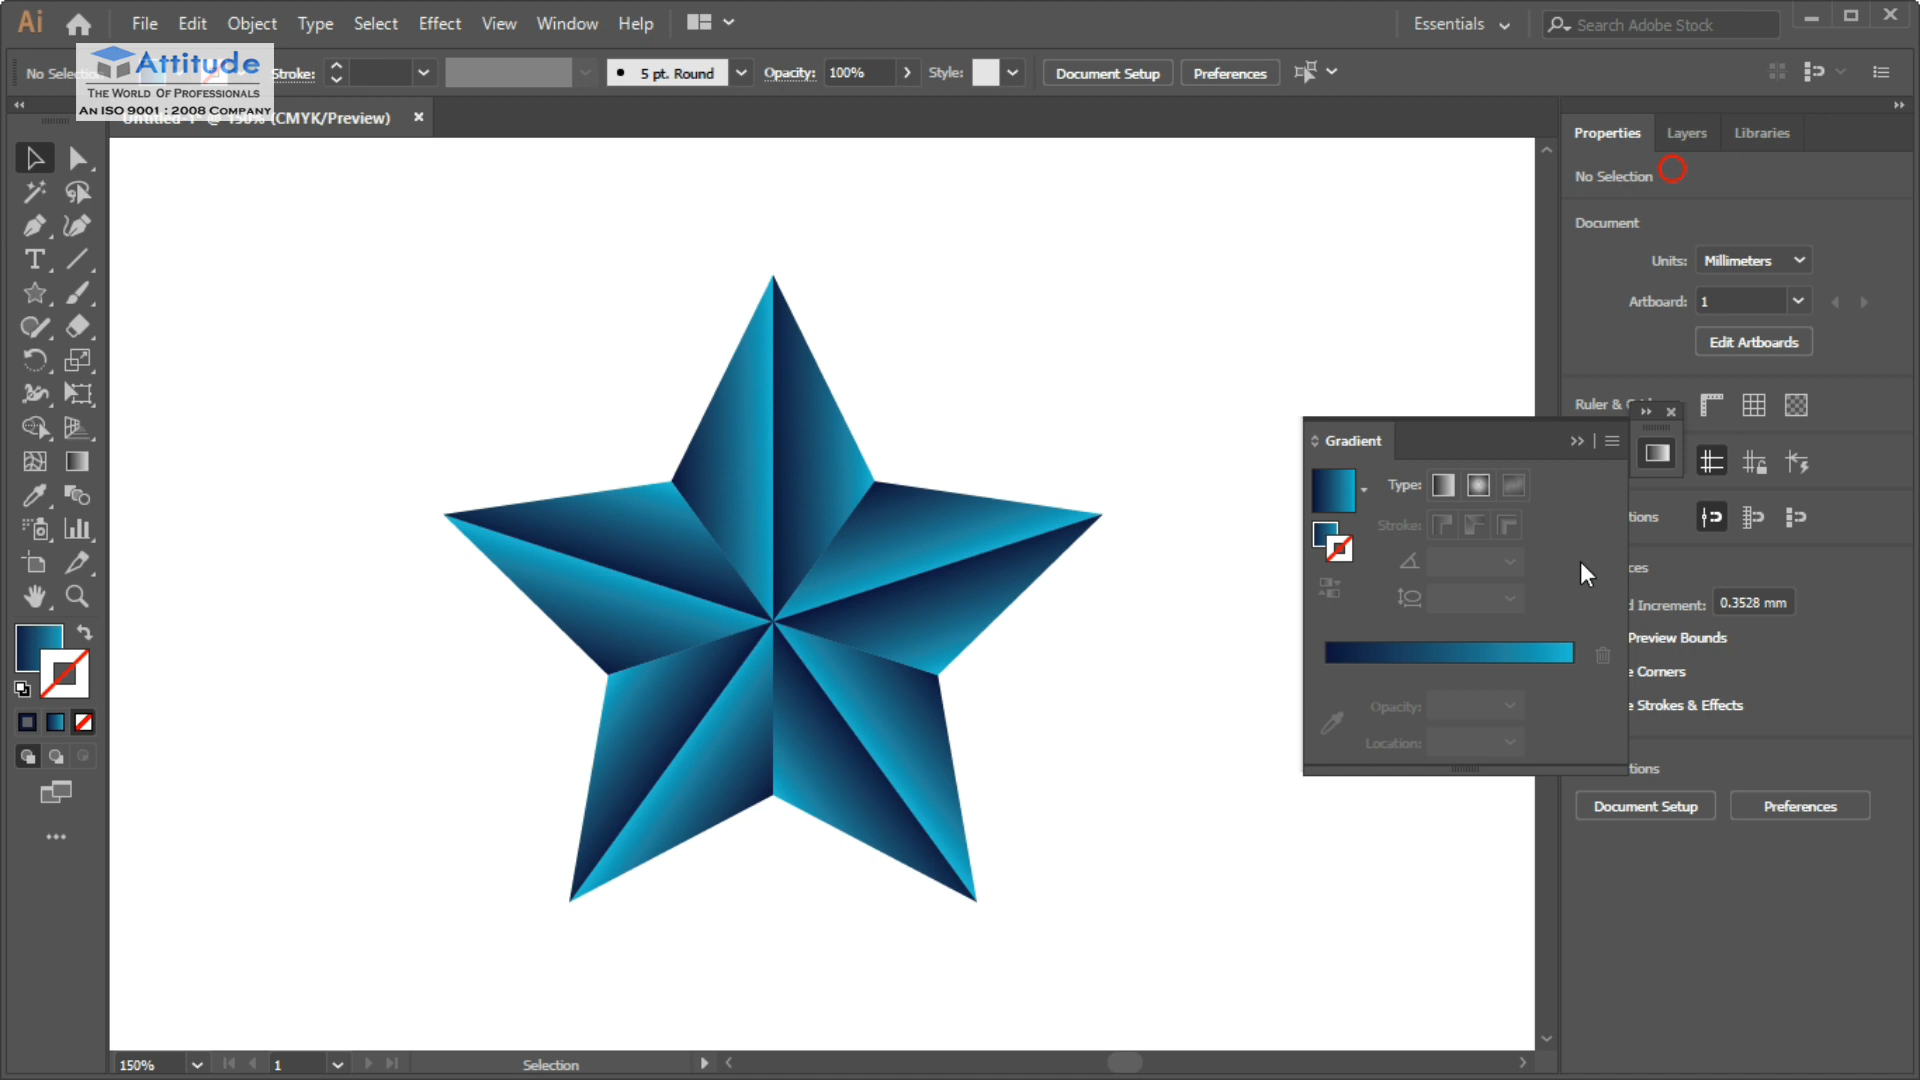 Ai File Edit Object Type Select Effect View Window Help Essentials Search Adobe Stock
No Selection Stroke: 5 pt. Round Opacity: 100% Style: Document Setup Preferences
Attitude
THE WORLD OF PROFESSIONALS
AN ISO 9001 : 2008 COMPANY
Untitled-1* @ 150% (CMYK/Preview)
Properties Layers Libraries
No Selection
Document
Units: Millimeters
Artboard: 1
Edit Artboards
Ruler &
Gradient
Type:
Stroke:
tions
ces
d Increment: 0.3528 mm
Preview Bounds
e Corners
e Strokes & Effects
Opacity:
Location:
tions
Document Setup Preferences
150% 1 Selection